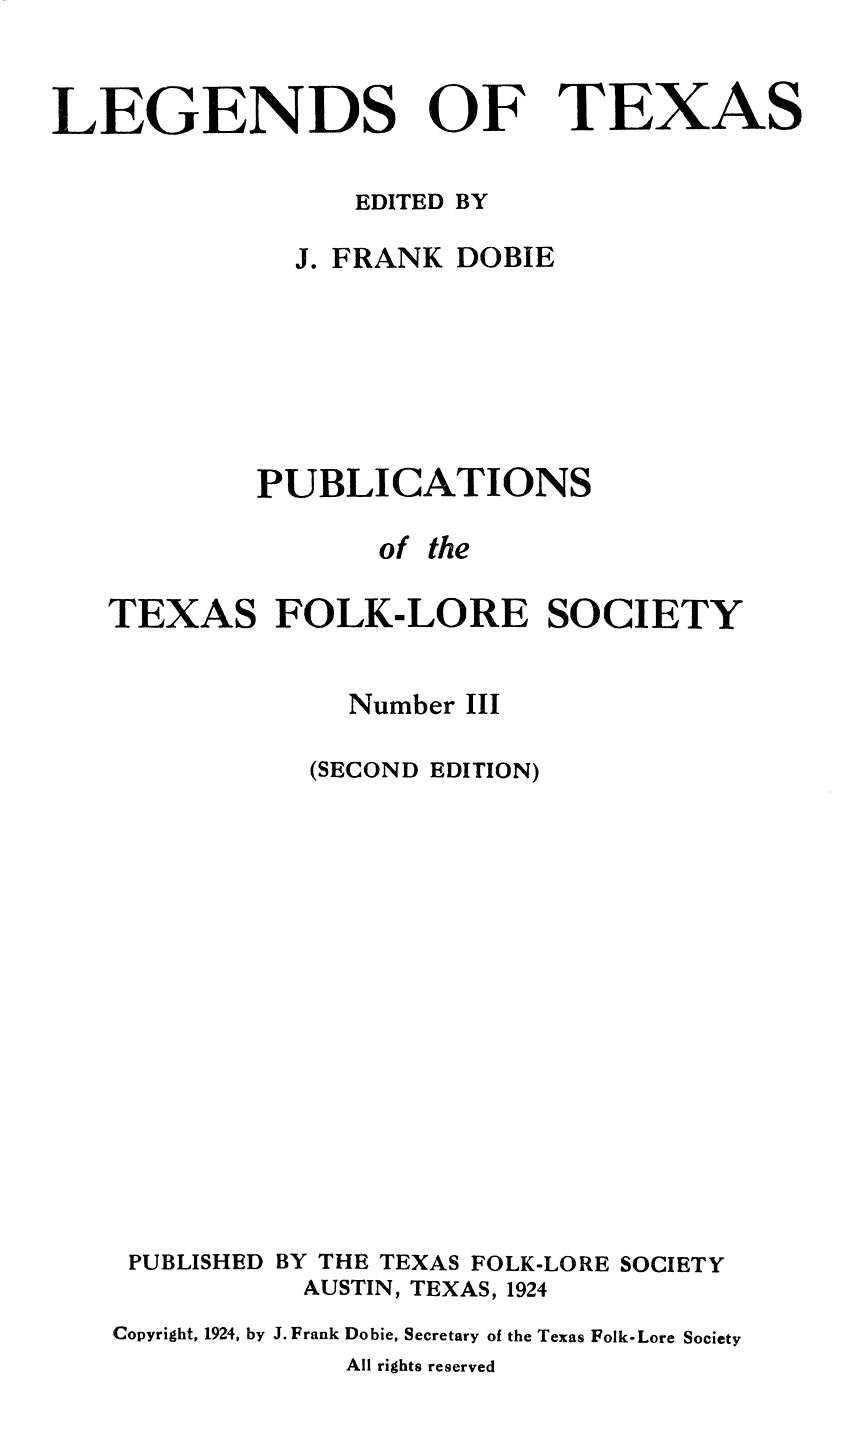 LEGENDS OF TEXAS
EDITED BY
J. FRANK DOBIE
PUBLICATIONS
of the
TEXAS FOLK-LORE SOCIETY
Number III
(SECOND EDITION)
PUBLISHED BY THE TEXAS FOLK-LORE SOCIETY
AUSTIN, TEXAS, 1924
Copyright, 1924, by J. Frank Dobie, Secretary of the Texas Folk-Lore Society
All rights reserved